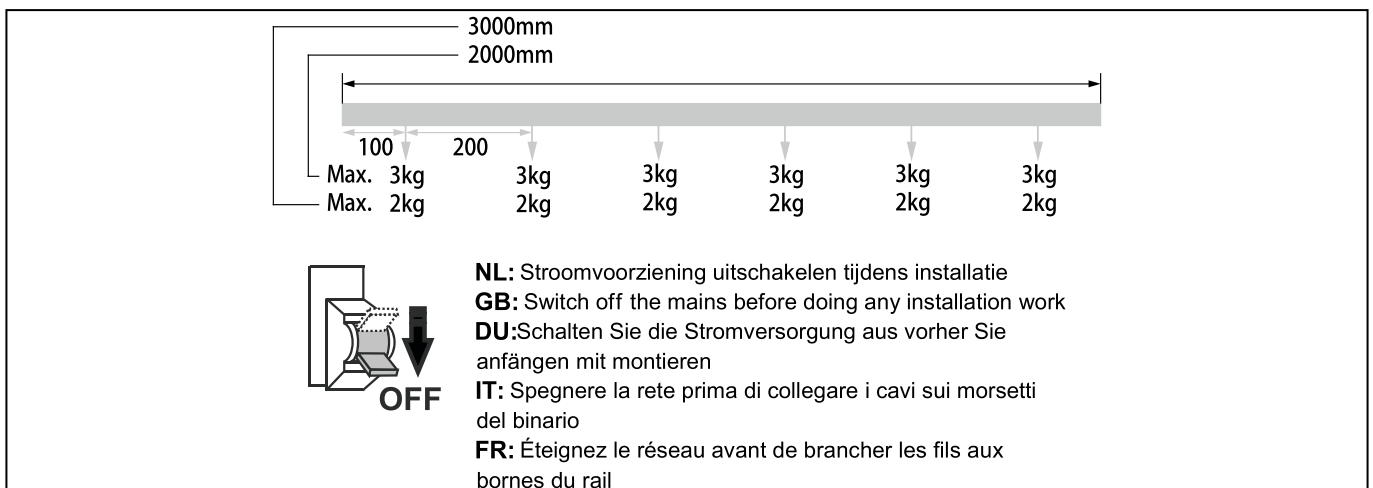 3000mm
2000mm
100 200
Max. 3kg 3kg 3kg 3kg 3kg 3kg
Max. 2kg 2kg 2kg 2kg 2kg 2kg
OFF
NL: Stroomvoorziening uitschakelen tijdens installatie
GB: Switch off the mains before doing any installation work
DU:Schalten Sie die Stromversorgung aus vorher Sie
anfängen mit montieren
IT: Spegnere la rete prima di collegare i cavi sui morsetti
del binario
FR: Éteignez le réseau avant de brancher les fils aux
bornes du rail